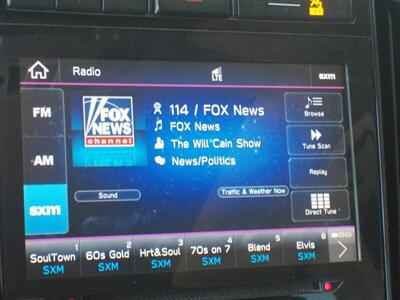 Radio
LTE
sxm
FM
AM
sxm
FOX
NEWS
channel
114 / FOX News
FOX News
The Will Cain Show
News/Politics
Sound
Traffic & Weather Now
Browse
Tune Scan
Replay
Direct Tune
1
SoulTown
SXM
2
60s Gold
SXM
3
Hrt&Soul
SXM
4
70s on 7
SXM
5
Blend
SXM
6
Elvis
SXM